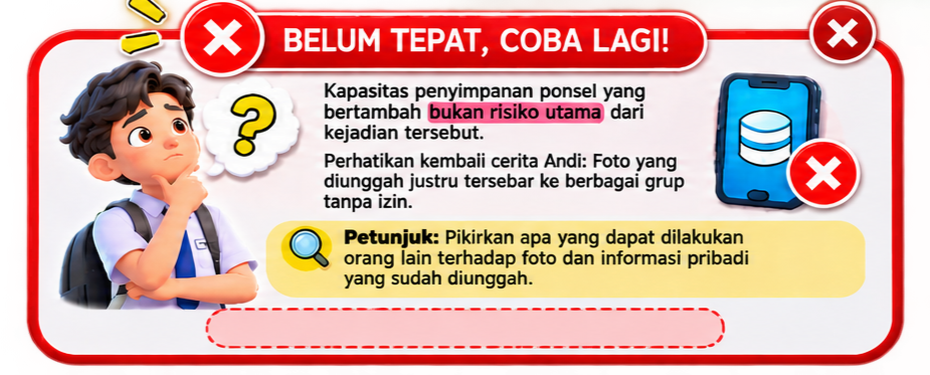 BELUM TEPAT, COBA LAGI!
Kapasitas penyimpanan ponsel yang
bertambah bukan risiko utama dari
kejadian tersebut.
Perhatikan kembali cerita Andi: Foto yang
diunggah justru tersebar ke berbagai grup
tanpa izin.
Petunjuk: Pikirkan apa yang dapat dilakukan
orang lain terhadap foto dan informasi pribadi
yang sudah diunggah.